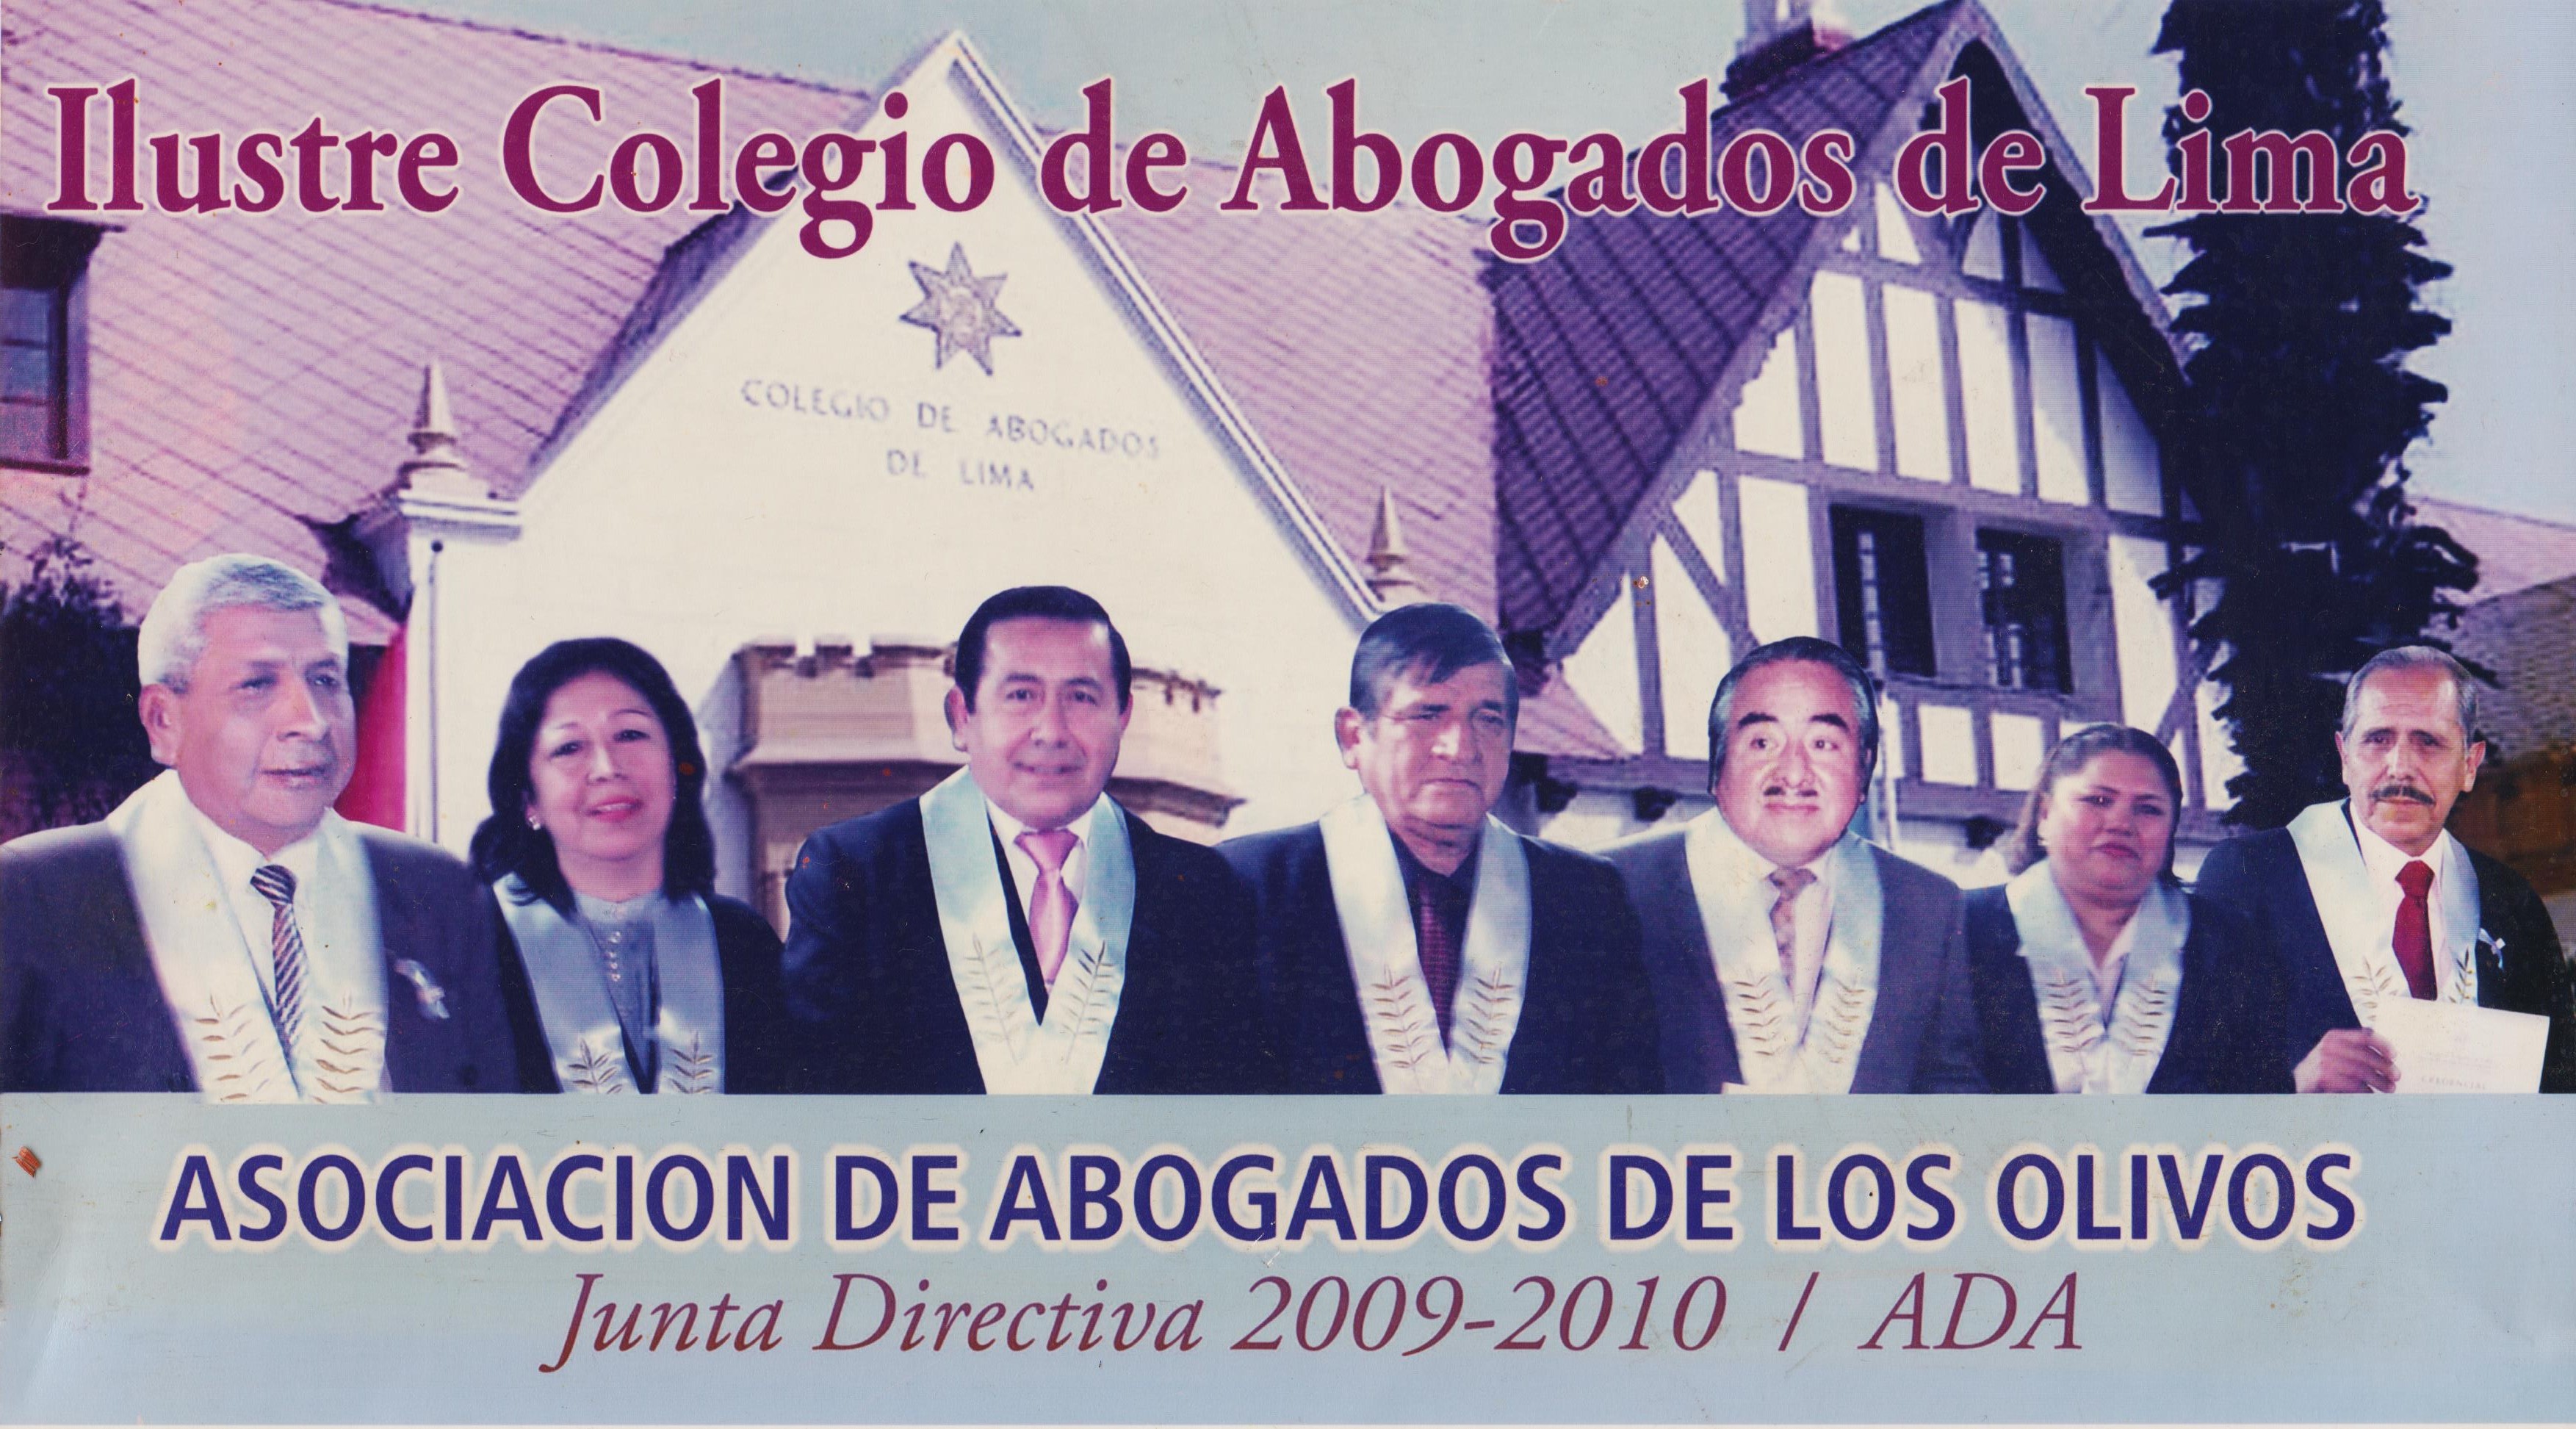 Ilustre Colegio de Abogados de Lima
COLEGIO DE ABOGADOS
DE LIMA
CREDENCIAL
ASOCIACION DE ABOGADOS DE LOS OLIVOS
Junta Directiva 2009-2010 / ADA